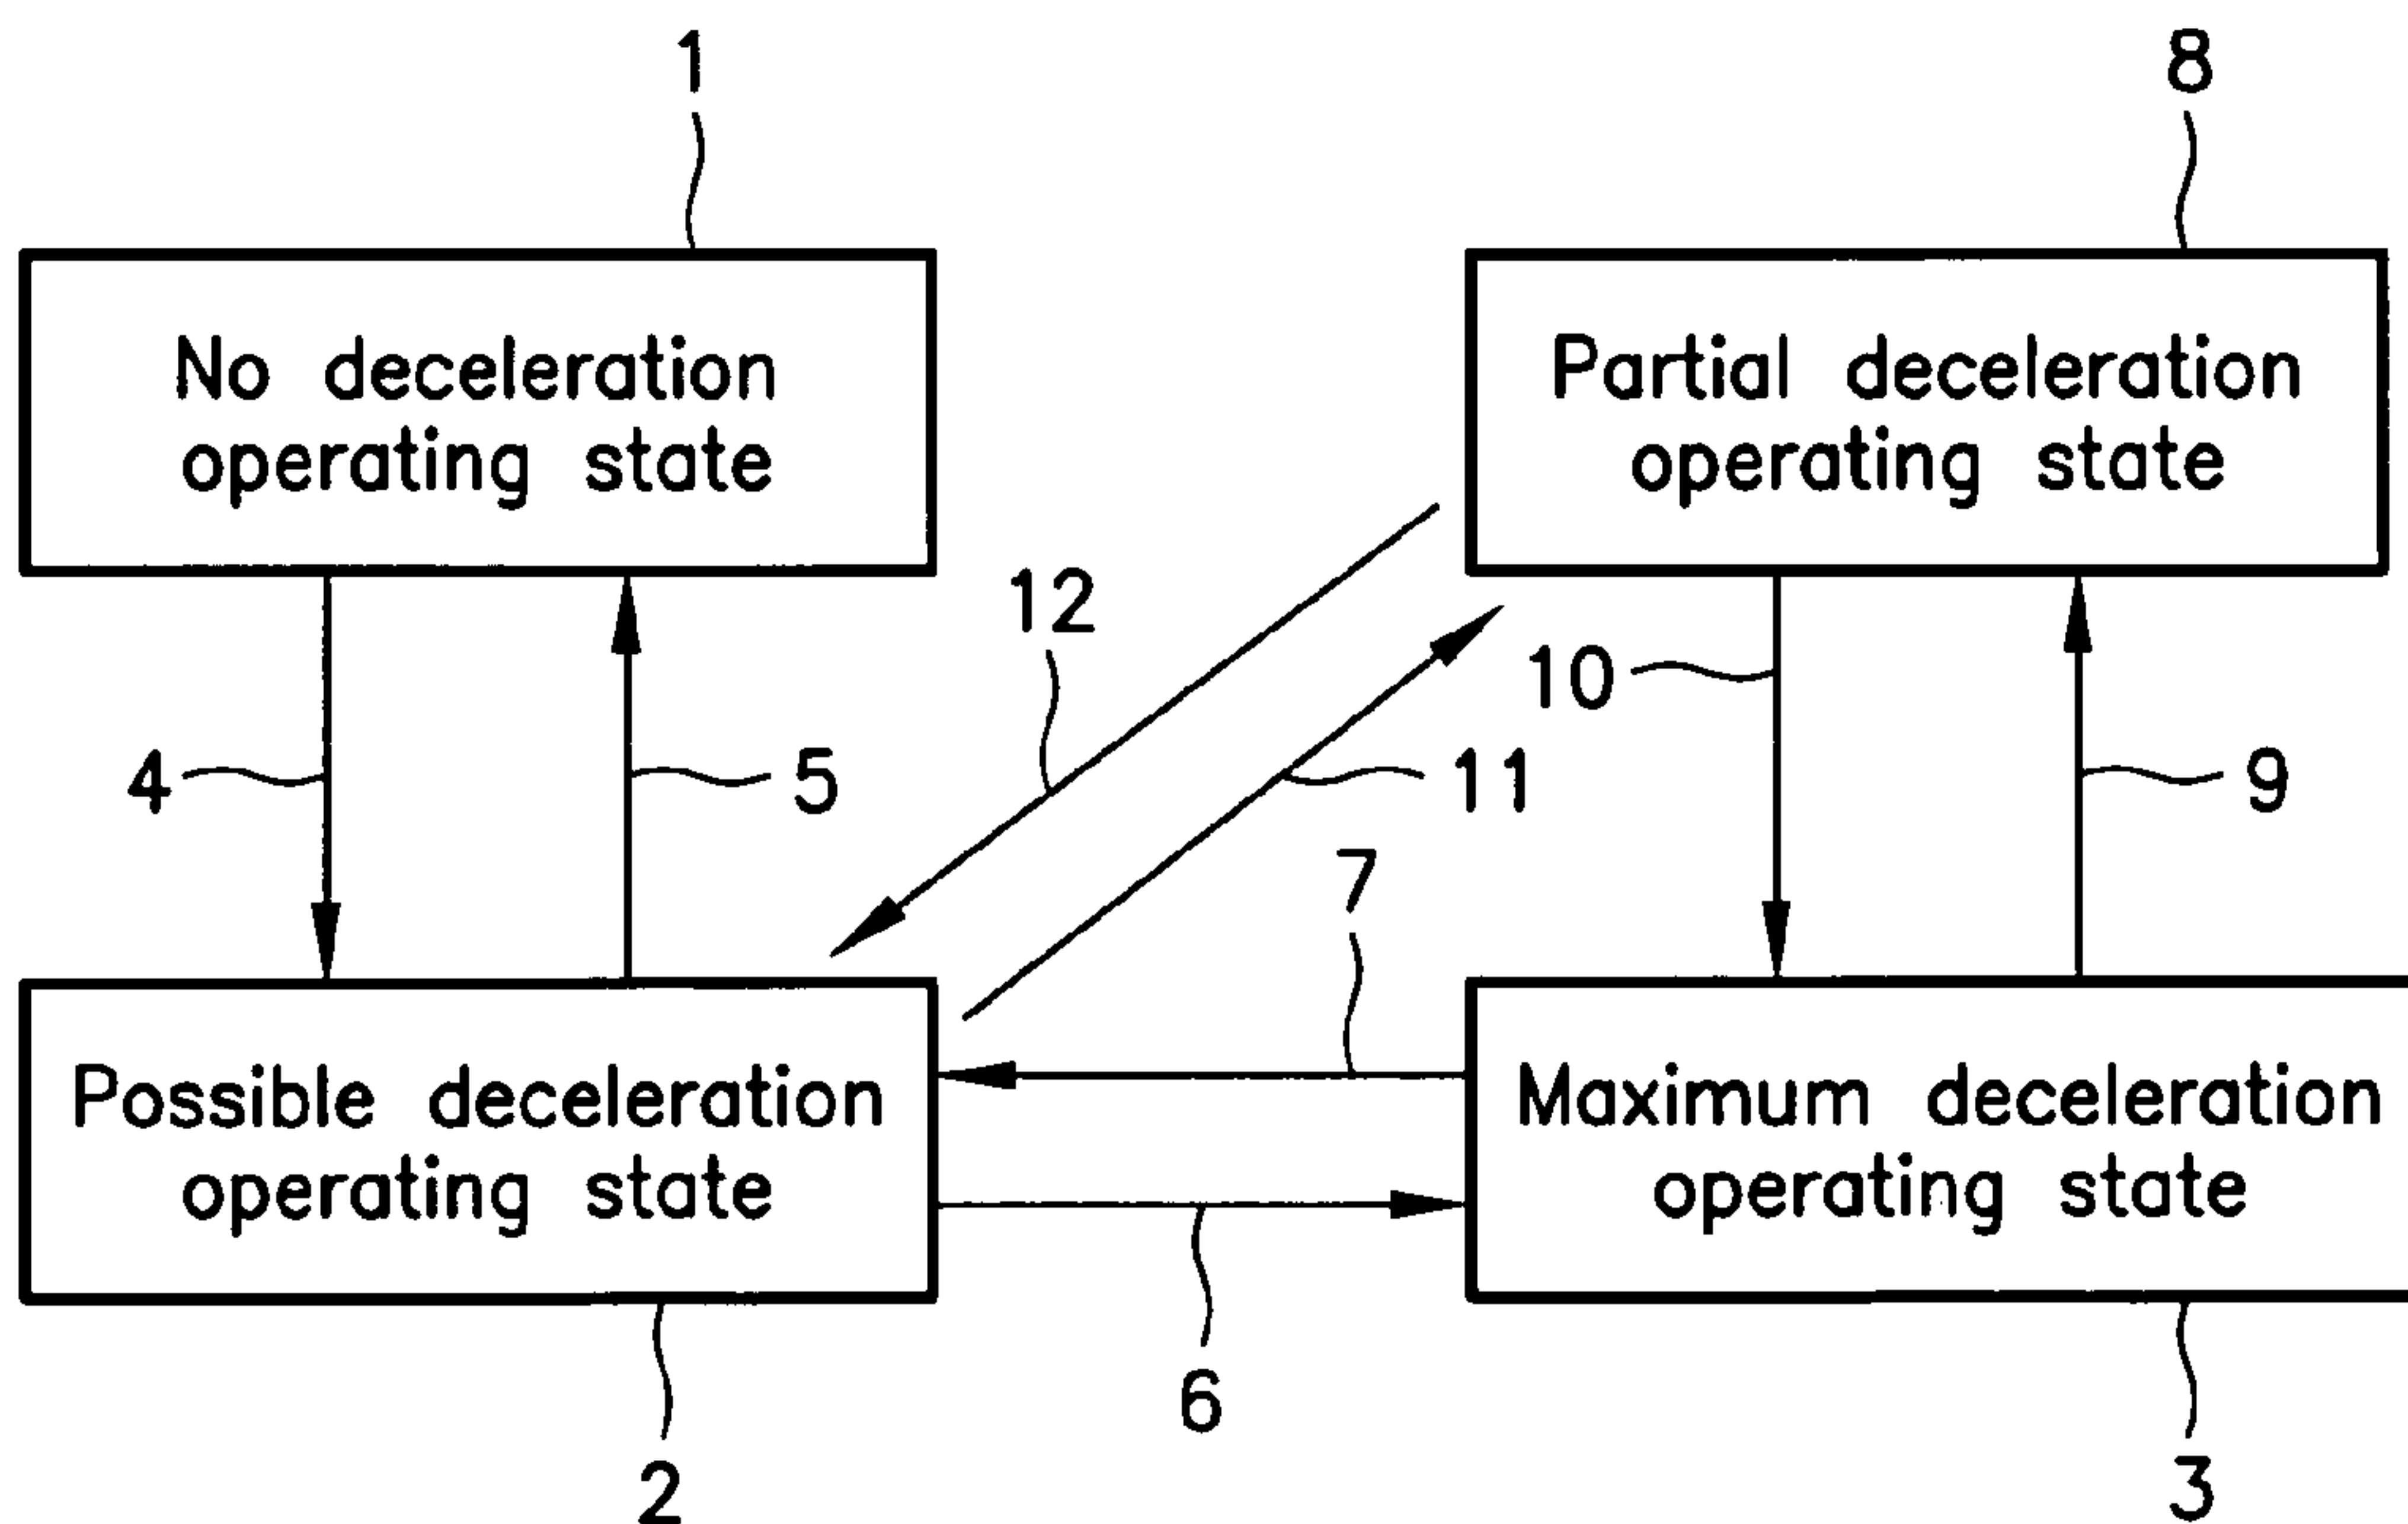 1
8
No deceleration
operating state
Partial deceleration
operating state
12
10
4
5
11
9
7
Possible deceleration
operating state
Maximum deceleration
operating state
6
2
3